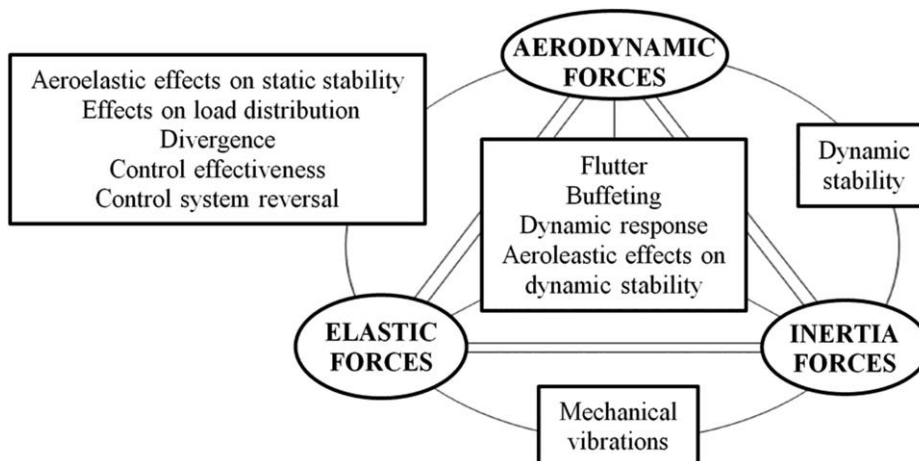 AERODYNAMIC
FORCES
Aeroelastic effects on static stability
Effects on load distribution
Divergence
Control effectiveness
Control system reversal
Flutter
Buffeting
Dynamic response
Aeroleastic effects on
dynamic stability
Dynamic
stability
ELASTIC
FORCES
INERTIA
FORCES
Mechanical
vibrations